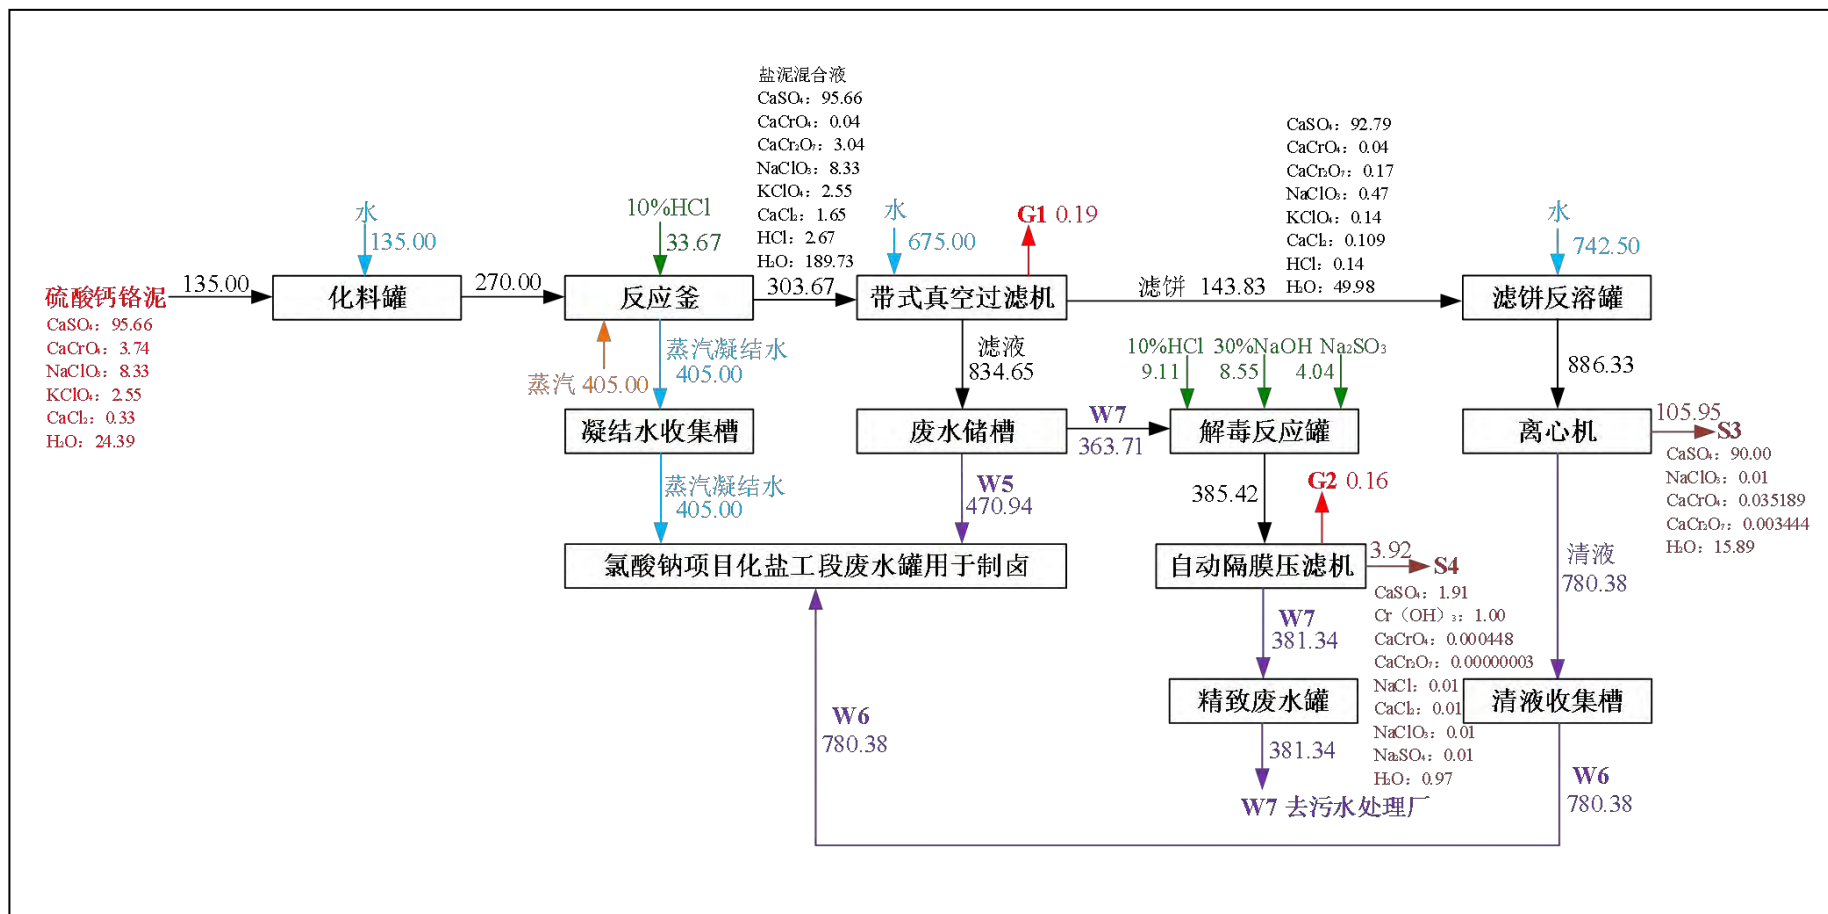 盐泥混合液
CaSO₄：95.66
CaCrO₄：0.04
CaCr₂O₇：3.04
NaClO₃：8.33
KClO₄：2.55
CaCl₂：1.65
HCl：2.67
H₂O：189.73
CaSO₄：92.79
CaCrO₄：0.04
CaCr₂O₇：0.17
NaClO₃：0.47
KClO₄：0.14
CaCl₂：0.109
HCl：0.14
H₂O：49.98
水
135.00
10%HCl
33.67
水
675.00
G1 0.19
水
742.50
硫酸钙铬泥
135.00
化料罐
270.00
反应釜
303.67
带式真空过滤机
滤饼 143.83
滤饼反溶罐
CaSO₄：95.66
CaCrO₄：3.74
NaClO₃：8.33
KClO₄：2.55
CaCl₂：0.33
H₂O：24.39
蒸汽 405.00
蒸汽凝结水
405.00
滤液
834.65
10%HCl
9.11
30%NaOH
8.55
Na₂SO₃
4.04
886.33
凝结水收集槽
废水储槽
W7
363.71
解毒反应罐
离心机
105.95
S3
CaSO₄：90.00
NaClO₃：0.01
CaCrO₄：0.035189
CaCr₂O₇：0.003444
H₂O：15.89
蒸汽凝结水
405.00
W5
470.94
385.42
G2 0.16
清液
780.38
氯酸钠项目化盐工段废水罐用于制卤
自动隔膜压滤机
3.92
S4
CaSO₄：1.91
Cr（OH）₃：1.00
CaCrO₄：0.000448
CaCr₂O₇：0.00000003
NaCl：0.01
CaCl₂：0.01
NaClO₃：0.01
Na₂SO₄：0.01
H₂O：0.97
W7
381.34
精致废水罐
清液收集槽
W6
780.38
381.34
W6
780.38
W7 去污水处理厂